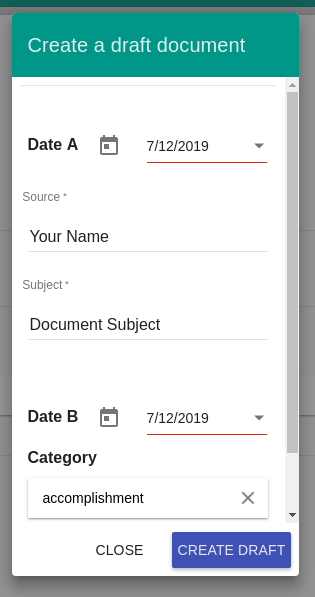 Create a draft document
Date A 7/12/2019
Source *
Your Name
Subject *
Document Subject
Date B 7/12/2019
Category
accomplishment
CLOSE CREATE DRAFT